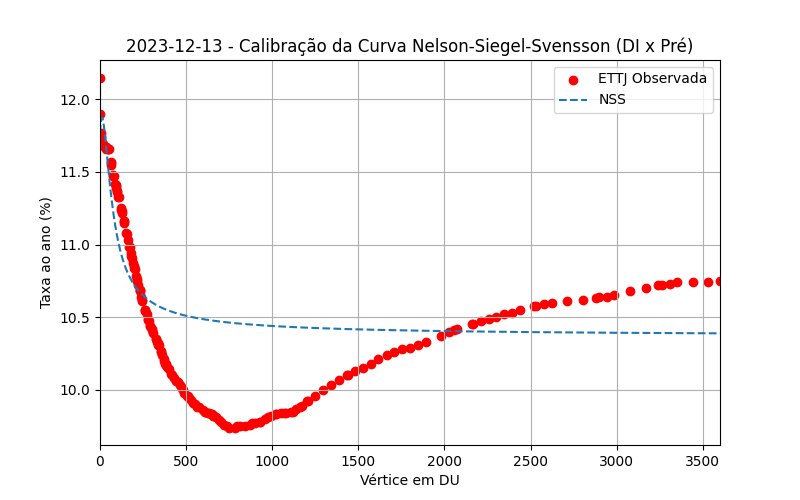 2023-12-13 - Calibração da Curva Nelson-Siegel-Svensson (DI x Pré)
ETTJ Observada
NSS
Taxa ao ano (%)
12.0
11.5
11.0
10.5
10.0
0 500 1000 1500 2000 2500 3000 3500
Vértice em DU